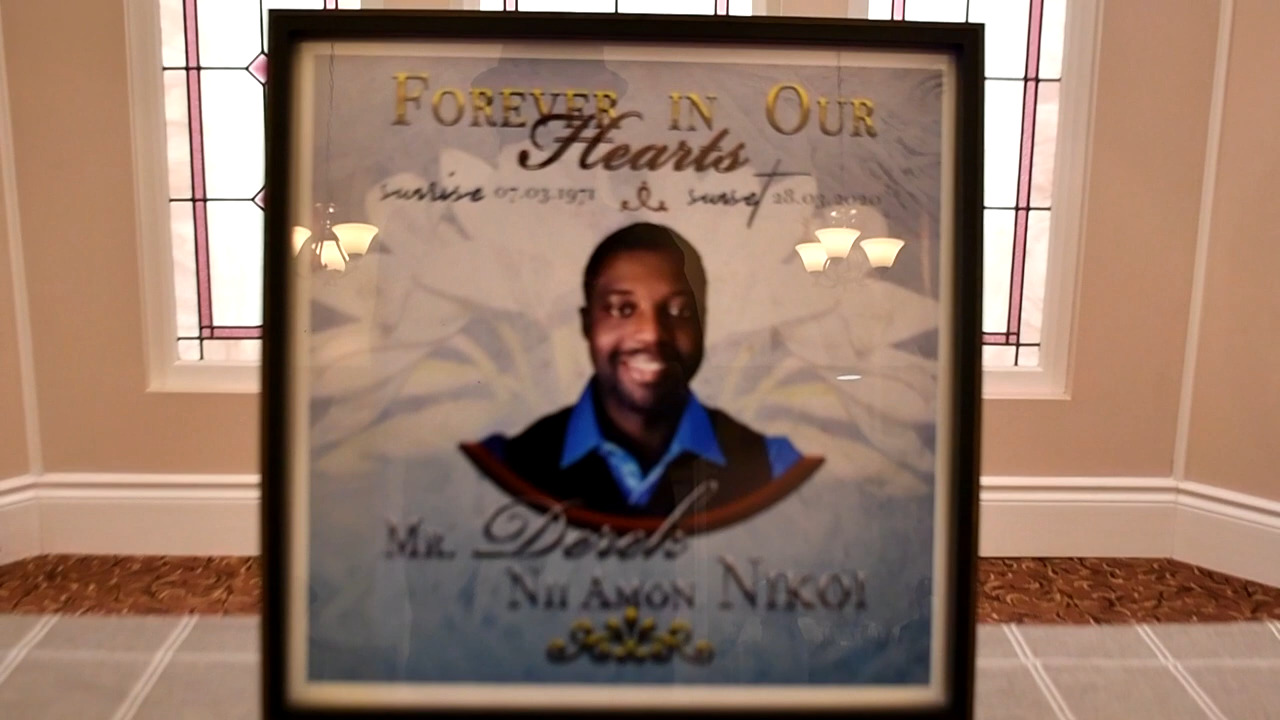 FOREVER IN OUR
Hearts
sunrise 07.03.1971 sunset 28.03.2020
MR. Derek
NII AMON NIKOI